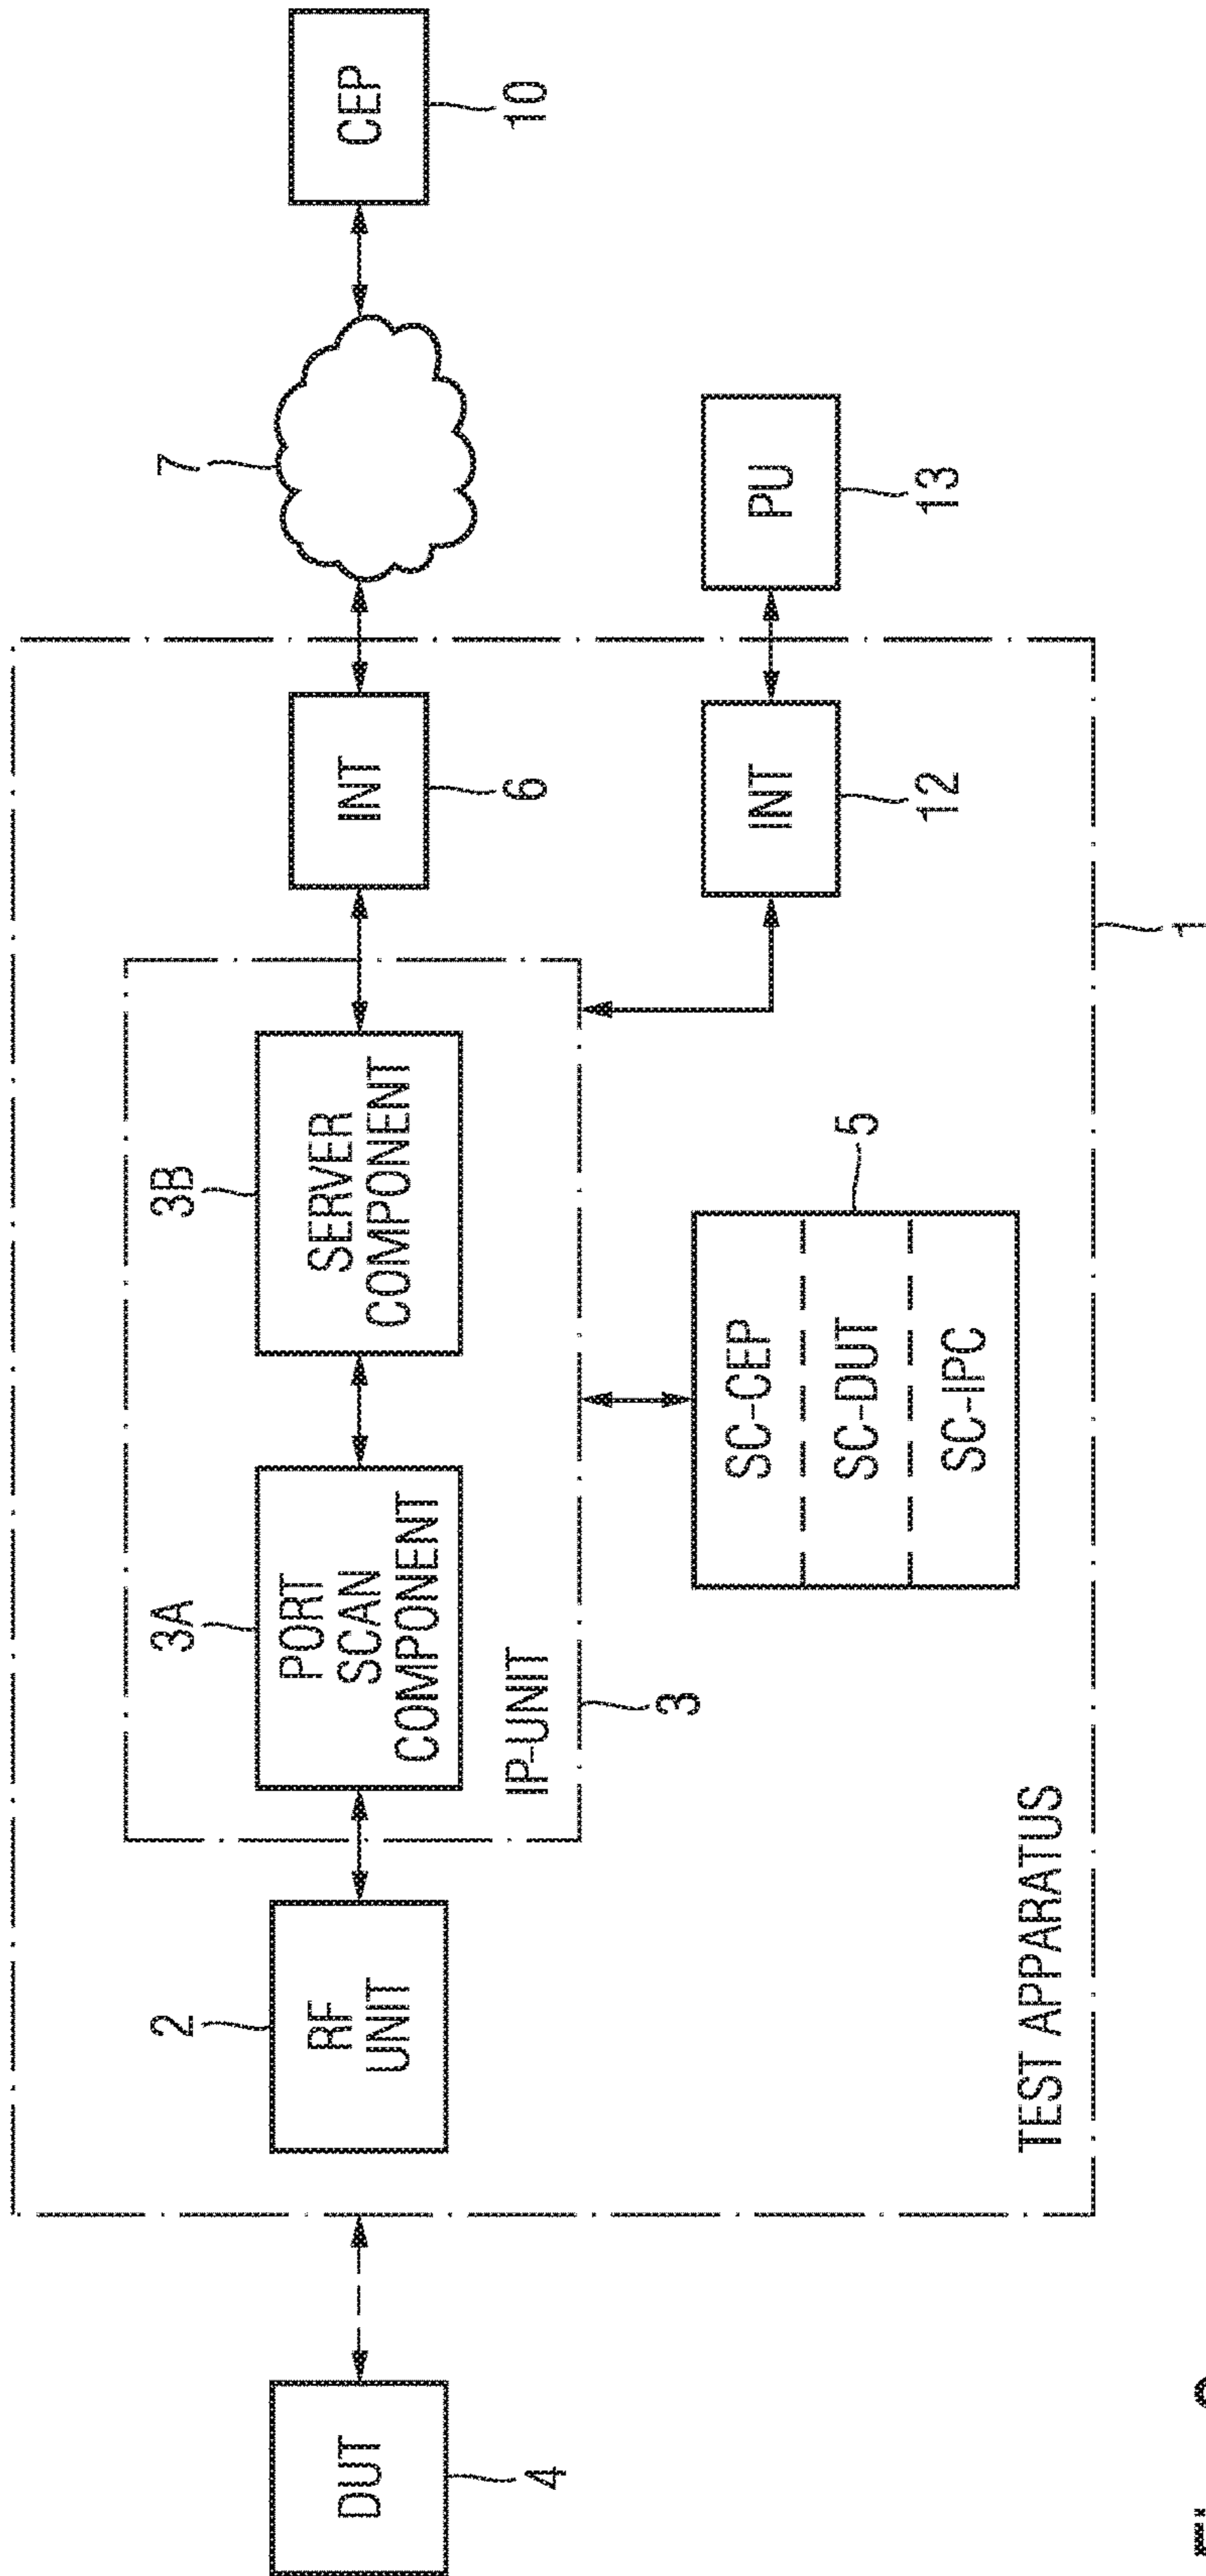 7
CEP
10
3B
SERVER
COMPONENT
INT
6
3A
PORT
SCAN
COMPONENT
IP-UNIT
3
INT
12
PU
13
2
RF
UNIT
5
SC-CEP
SC-DUT
SC-IPC
DUT
4
TEST APPARATUS
1